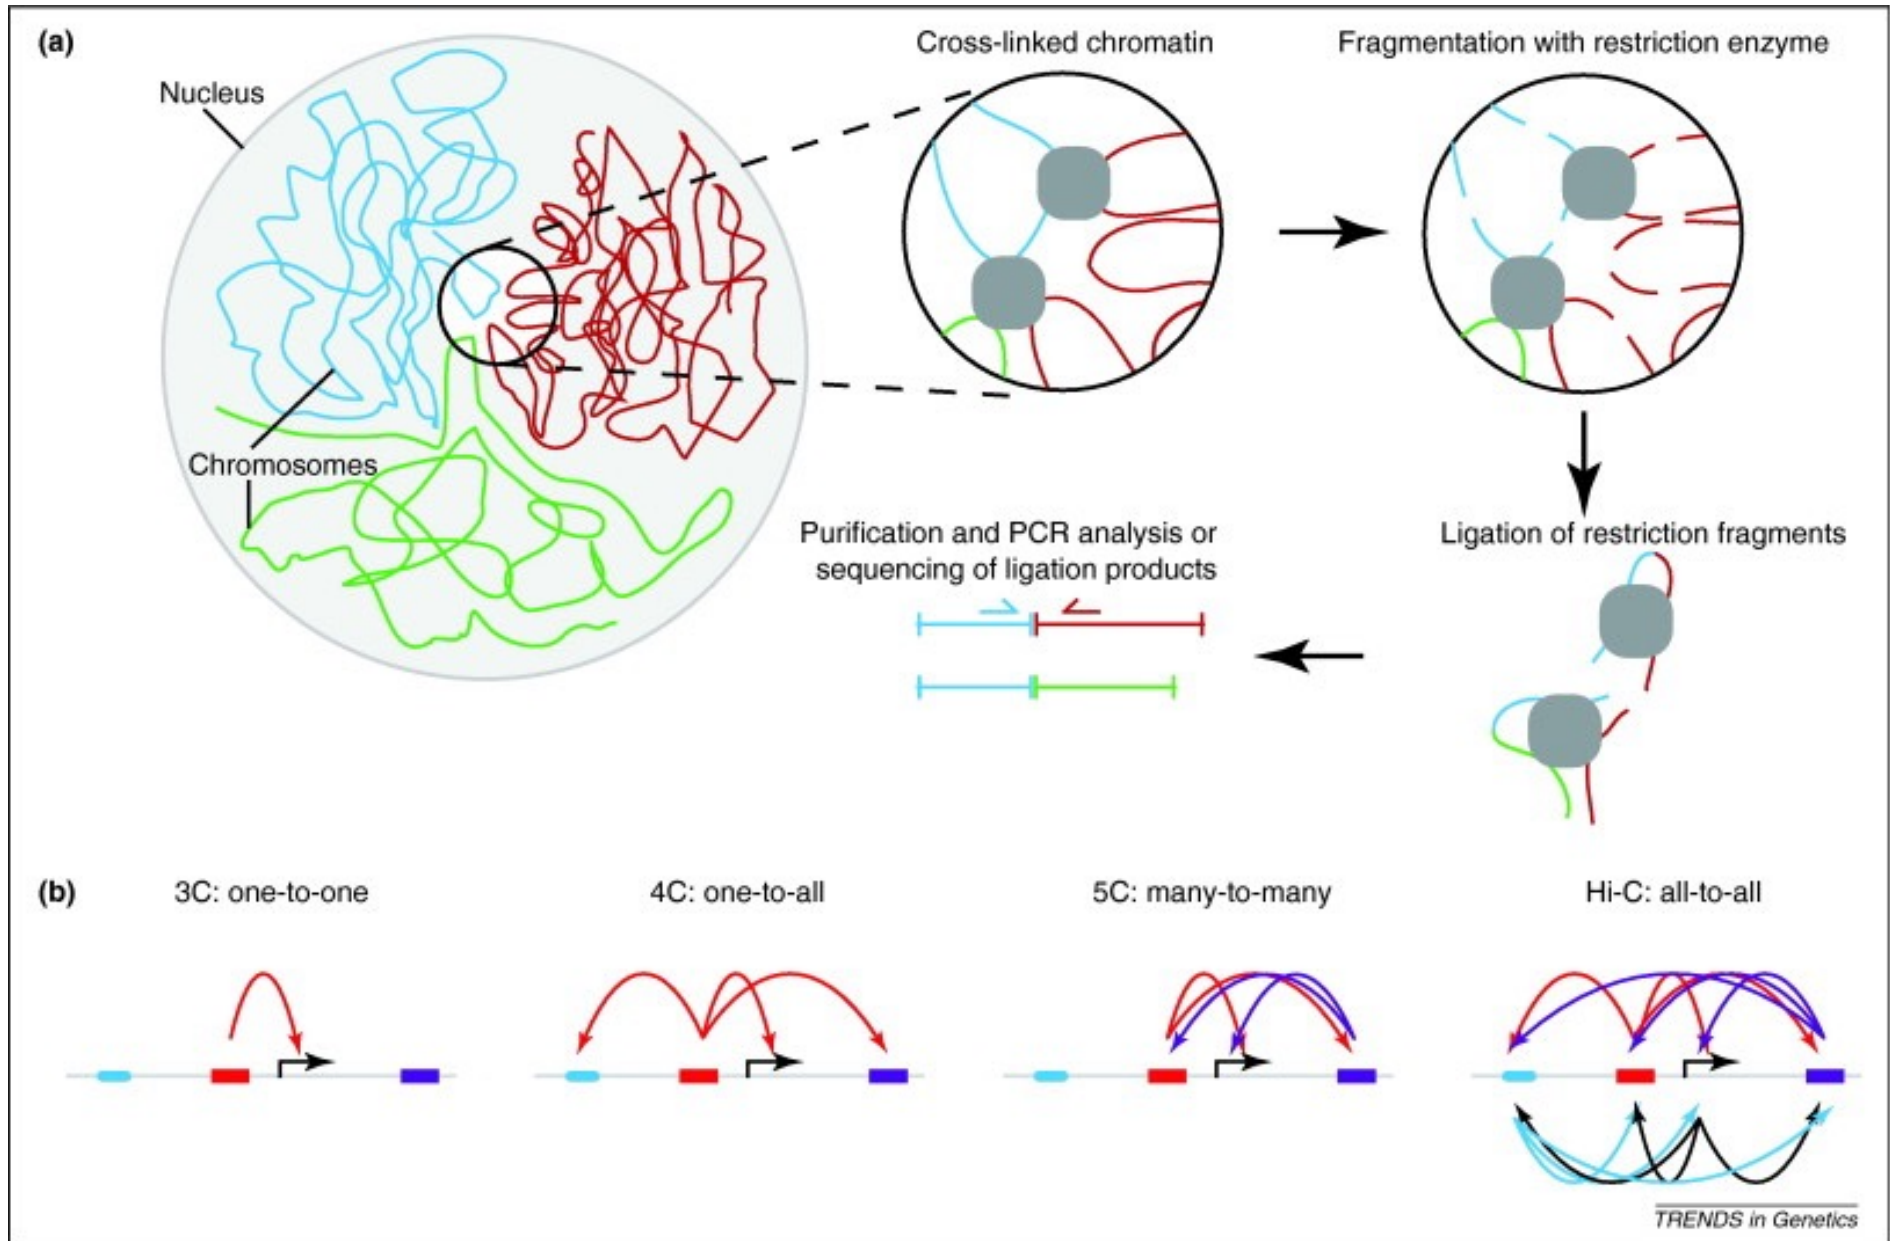 (a)
Nucleus
Chromosomes
Cross-linked chromatin
Fragmentation with restriction enzyme
Ligation of restriction fragments
Purification and PCR analysis or
sequencing of ligation products
(b)
3C: one-to-one
4C: one-to-all
5C: many-to-many
Hi-C: all-to-all
TRENDS in Genetics